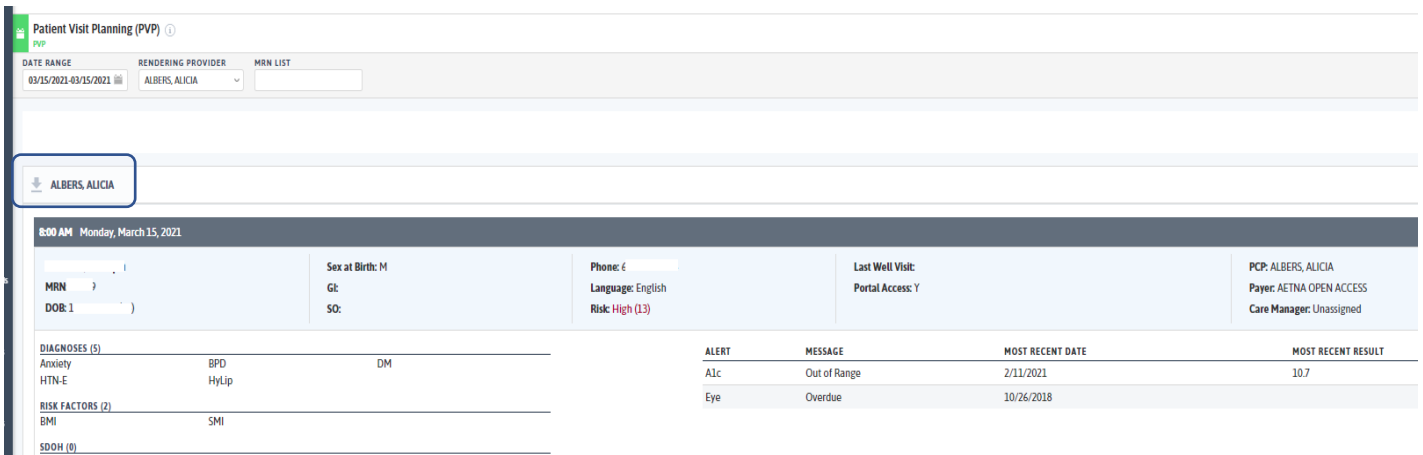 Patient Visit Planning (PVP)
PVP
DATE RANGE RENDERING PROVIDER MRN LIST
03/15/2021-03/15/2021 ALBERS, ALICIA
ALBERS, ALICIA
8:00 AM Monday, March 15, 2021
Sex at Birth: M Phone: 6 Last Well Visit: PCP: ALBERS, ALICIA
MRN 9 GI: Language: English Portal Access: Y Payer: AETNA OPEN ACCESS
DOB: 1 ) SO: Risk: High (13) Care Manager: Unassigned
DIAGNOSES (5) ALERT MESSAGE MOST RECENT DATE MOST RECENT RESULT
Anxiety BPD DM A1c Out of Range 2/11/2021 10.7
HTN-E HyLip
Eye Overdue 10/26/2018
RISK FACTORS (2)
BMI SMI
SDOH (0)